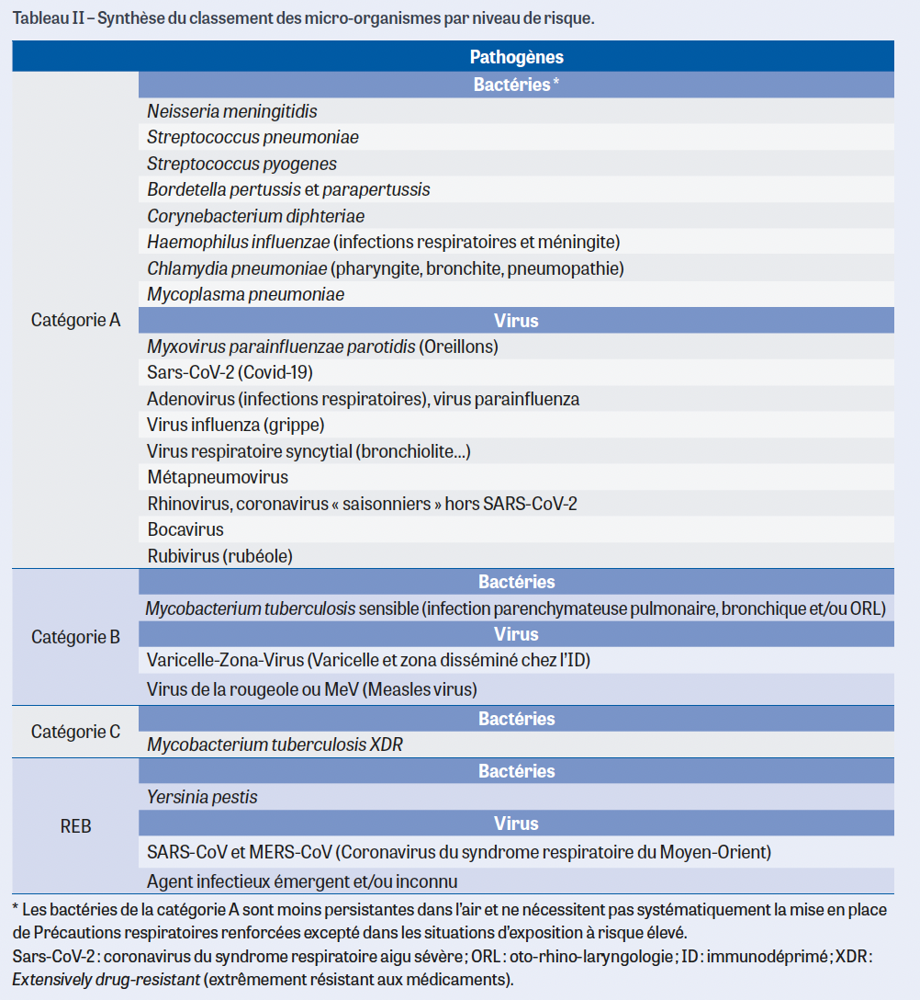 Tableau II – Synthèse du classement des micro-organismes par niveau de risque.
Pathogènes
Catégorie A
Bactéries *
Neisseria meningitidis
Streptococcus pneumoniae
Streptococcus pyogenes
Bordetella pertussis et parapertussis
Corynebacterium diphteriae
Haemophilus influenzae (infections respiratoires et méningite)
Chlamydia pneumoniae (pharyngite, bronchite, pneumopathie)
Mycoplasma pneumoniae
Virus
Myxovirus parainfluenzae parotidis (Oreillons)
Sars-CoV-2 (Covid-19)
Adenovirus (infections respiratoires), virus parainfluenza
Virus influenza (grippe)
Virus respiratoire syncytial (bronchiolite...)
Métapneumovirus
Rhinovirus, coronavirus « saisonniers » hors SARS-CoV-2
Bocavirus
Rubivirus (rubéole)
Catégorie B
Bactéries
Mycobacterium tuberculosis sensible (infection parenchymateuse pulmonaire, bronchique et/ou ORL)
Virus
Varicelle-Zona-Virus (Varicelle et zona disséminé chez l'ID)
Virus de la rougeole ou MeV (Measles virus)
Catégorie C
Bactéries
Mycobacterium tuberculosis XDR
REB
Bactéries
Yersinia pestis
Virus
SARS-CoV et MERS-CoV (Coronavirus du syndrome respiratoire du Moyen-Orient)
Agent infectieux émergent et/ou inconnu
* Les bactéries de la catégorie A sont moins persistantes dans l'air et ne nécessitent pas systématiquement la mise en place
de Précautions respiratoires renforcées excepté dans les situations d'exposition à risque élevé.
Sars-CoV-2 : coronavirus du syndrome respiratoire aigu sévère ; ORL : oto-rhino-laryngologie ; ID : immunodéprimé ; XDR :
Extensively drug-resistant (extrêmement résistant aux médicaments).